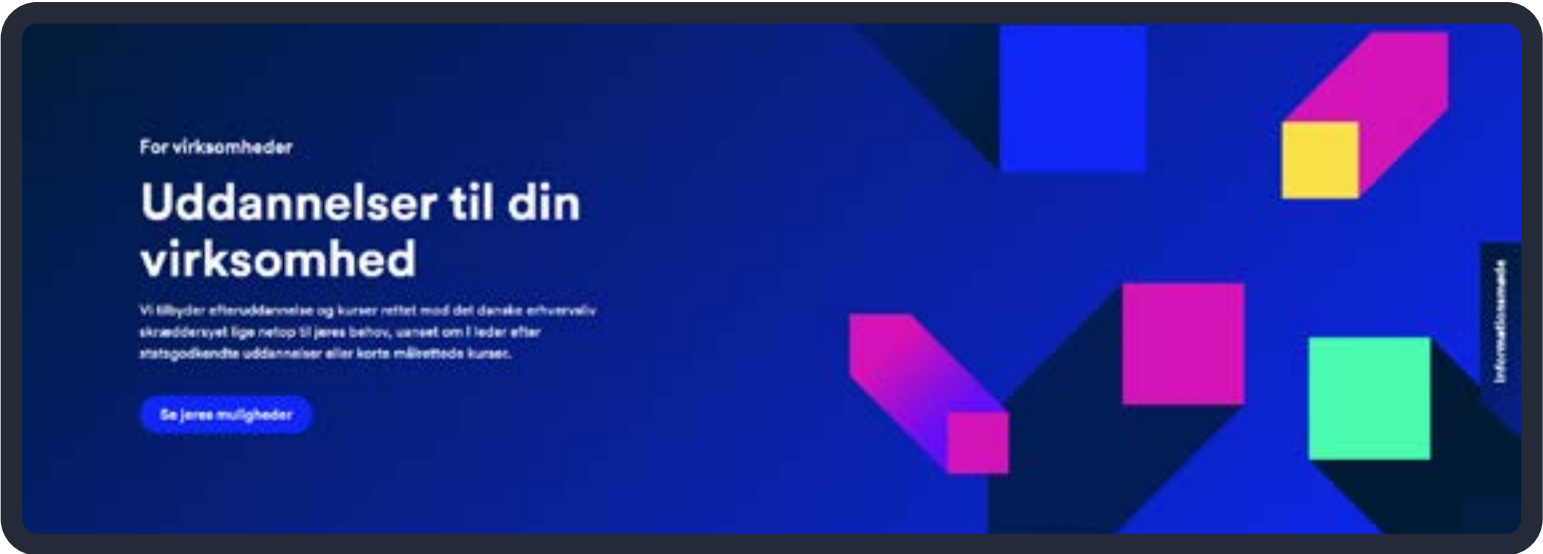 For virksomheder
Uddannelser til din
virksomhed
Vi tilbyder efteruddannelse og kurser rettet mod det danske erhvervsliv
skræddersyet lige netop til jeres behov, uanset om I leder efter
statsgodkendte uddannelser eller korte målrettede kurser.
Se jeres muligheder
Informationsmøde